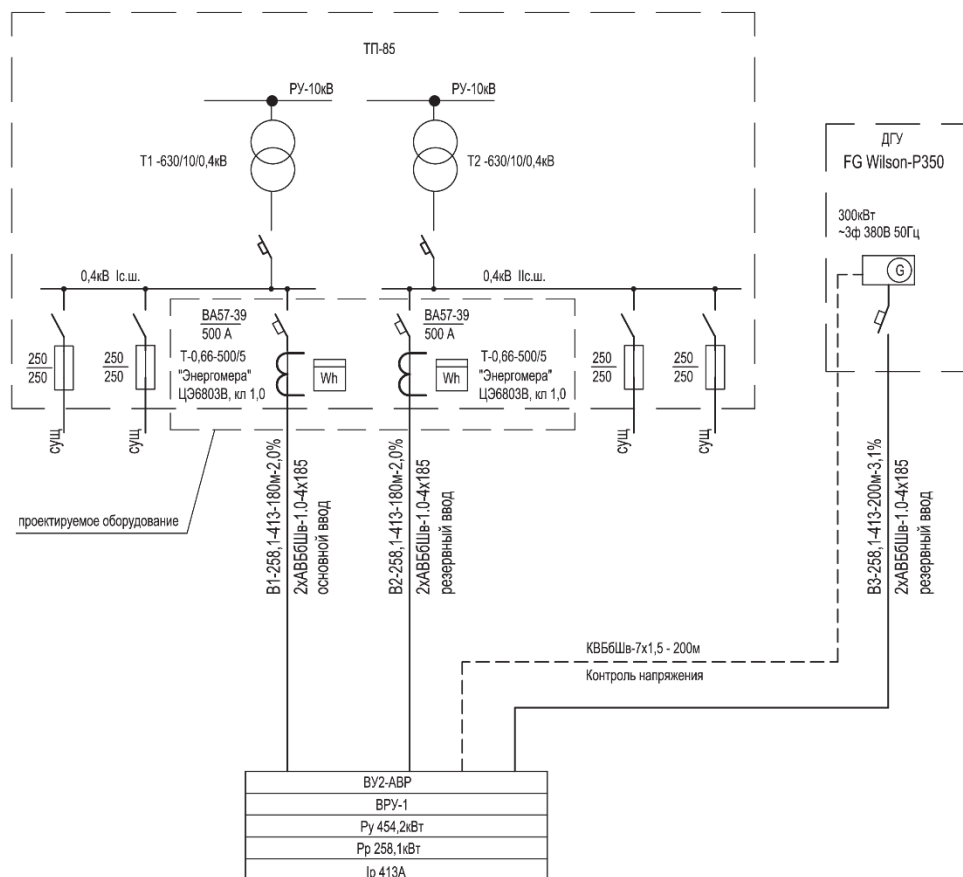 ТП-85
РУ-10кВ
РУ-10кВ
Т1 -630/10/0,4кВ
Т2 -630/10/0,4кВ
ДГУ
FG Wilson-P350
300кВт
~3ф 380В 50Гц
G
0,4кВ Iс.ш.
0,4кВ IIс.ш.
ВА57-39
500 А
Т-0,66-500/5
"Энергомера"
ЦЭ6803В, кл 1,0
Wh
ВА57-39
500 А
Т-0,66-500/5
"Энергомера"
ЦЭ6803В, кл 1,0
Wh
250
250
250
250
250
250
250
250
сущ
сущ
сущ
сущ
проектируемое оборудование
В1-258,1-413-180м-2,0%
2хАВБбШв-1.0-4х185
основной ввод
В2-258,1-413-180м-2,0%
2хАВБбШв-1.0-4х185
резервный ввод
В3-258,1-413-200м-3,1%
2хАВБбШв-1.0-4х185
резервный ввод
КВБбШв-7х1,5 - 200м
Контроль напряжения
ВУ2-АВР
ВРУ-1
Ру 454,2кВт
Рр 258,1кВт
Iр 413А